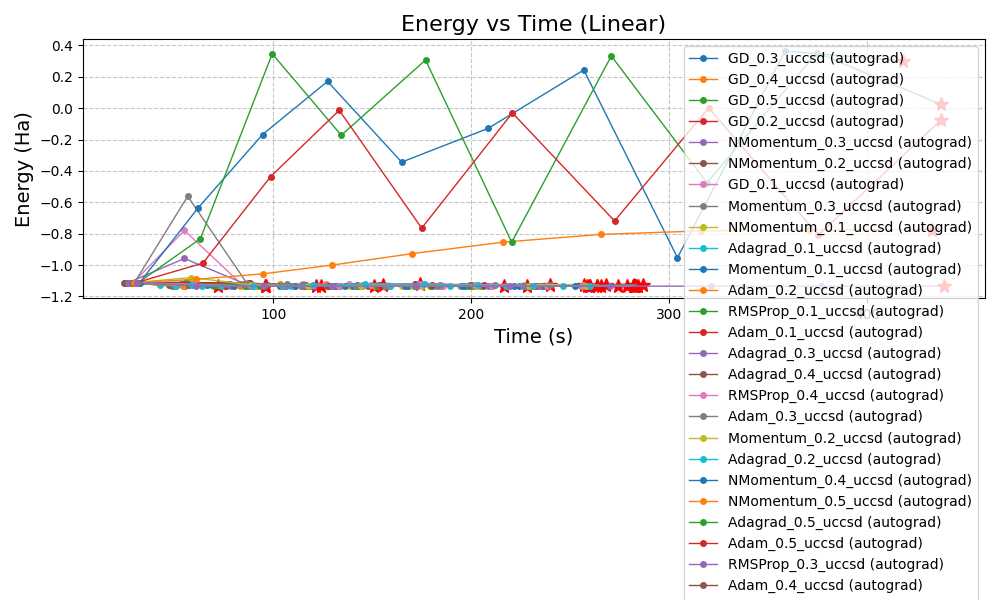 Energy vs Time (Linear)
Energy (Ha)
0.4
0.2
0.0
−0.2
−0.4
−0.6
−0.8
−1.0
−1.2
100
200
300
Time (s)
GD_0.3_uccsd (autograd)
GD_0.4_uccsd (autograd)
GD_0.5_uccsd (autograd)
GD_0.2_uccsd (autograd)
NMomentum_0.3_uccsd (autograd)
NMomentum_0.2_uccsd (autograd)
GD_0.1_uccsd (autograd)
Momentum_0.3_uccsd (autograd)
NMomentum_0.1_uccsd (autograd)
Adagrad_0.1_uccsd (autograd)
Momentum_0.1_uccsd (autograd)
Adam_0.2_uccsd (autograd)
RMSProp_0.1_uccsd (autograd)
Adam_0.1_uccsd (autograd)
Adagrad_0.3_uccsd (autograd)
Adagrad_0.4_uccsd (autograd)
RMSProp_0.4_uccsd (autograd)
Adam_0.3_uccsd (autograd)
Momentum_0.2_uccsd (autograd)
Adagrad_0.2_uccsd (autograd)
NMomentum_0.4_uccsd (autograd)
NMomentum_0.5_uccsd (autograd)
Adagrad_0.5_uccsd (autograd)
Adam_0.5_uccsd (autograd)
RMSProp_0.3_uccsd (autograd)
Adam_0.4_uccsd (autograd)